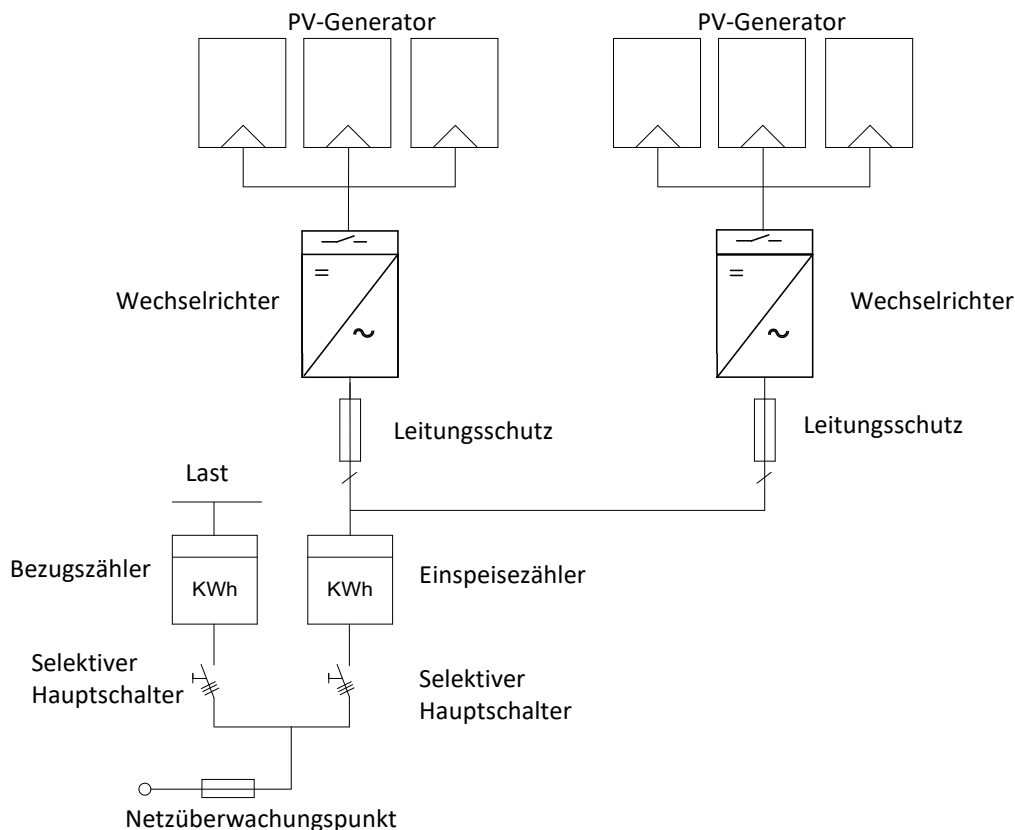 PV-Generator
PV-Generator
Wechselrichter
Wechselrichter
Leitungsschutz
Leitungsschutz
Last
Bezugszähler
KWh
KWh
Einspeisezähler
Selektiver
Hauptschalter
Selektiver
Hauptschalter
Netzüberwachungspunkt